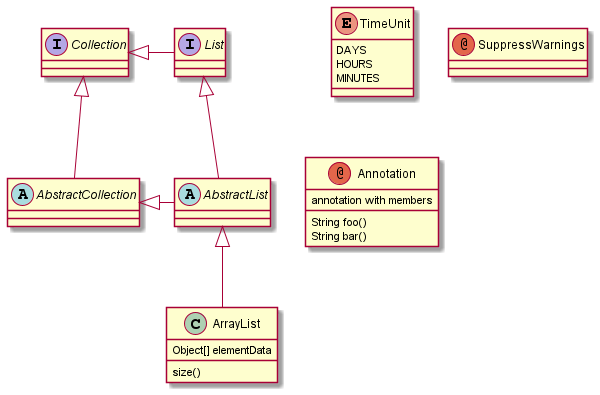 I Collection
I List
E TimeUnit
DAYS
HOURS
MINUTES
@ SuppressWarnings
A AbstractCollection
A AbstractList
@ Annotation
annotation with members
String foo()
String bar()
C ArrayList
Object[] elementData
size()